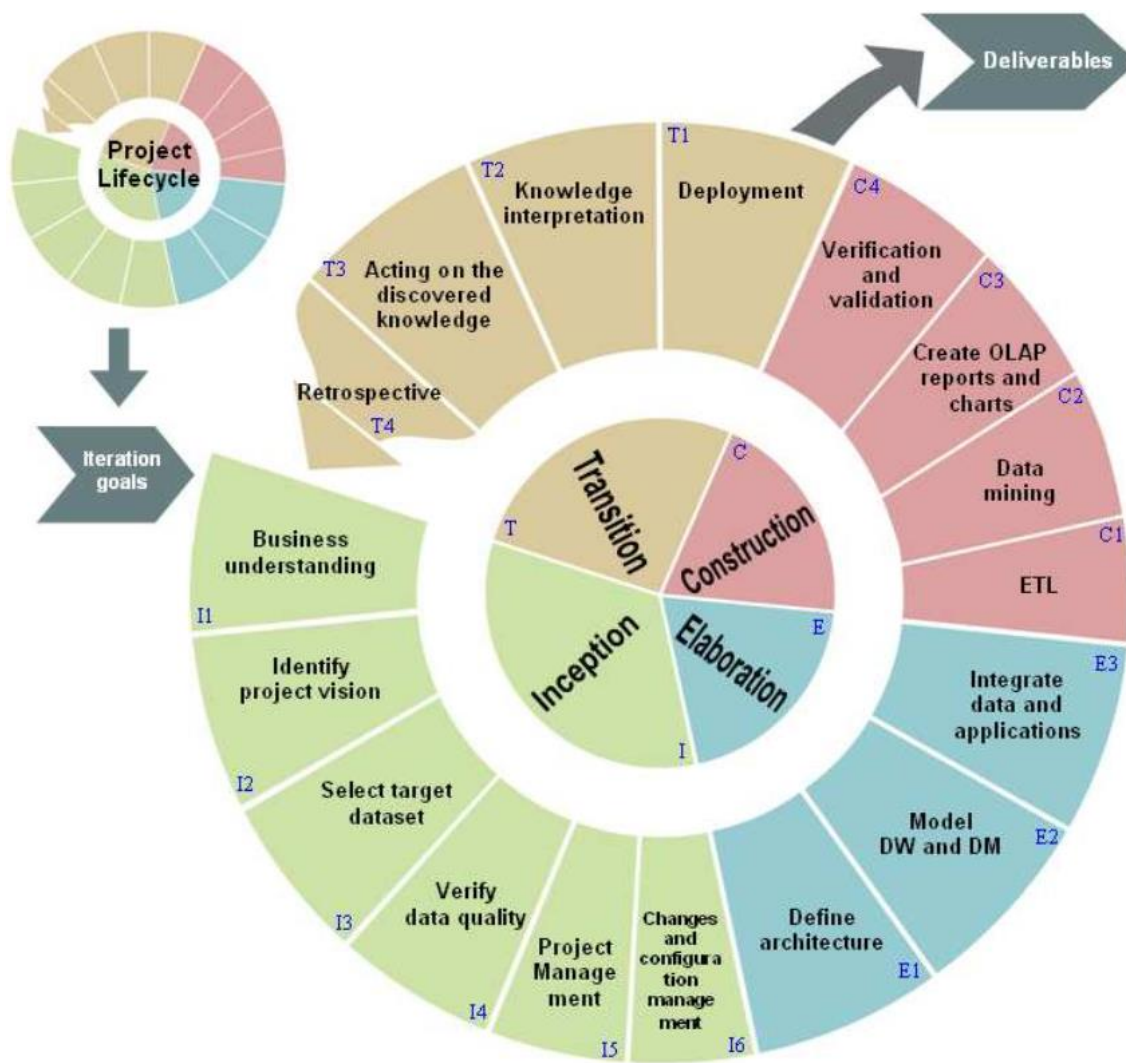 Project
Lifecycle
Deliverables
Iteration
goals
I1
Business
understanding
I2
Identify
project vision
I3
Select target
dataset
I4
Verify
data quality
I5
Project
Manage
ment
I6
Changes
and
configura
tion
manage
ment
E1
Define
architecture
E2
Model
DW and DM
E3
Integrate
data and
applications
C1
ETL
C2
Data
mining
C3
Create OLAP
reports and
charts
C4
Verification
and
validation
T1
Deployment
T2
Knowledge
interpretation
T3
Acting on the
discovered
knowledge
T4
Retrospective
I
Inception
E
Elaboration
C
Construction
T
Transition